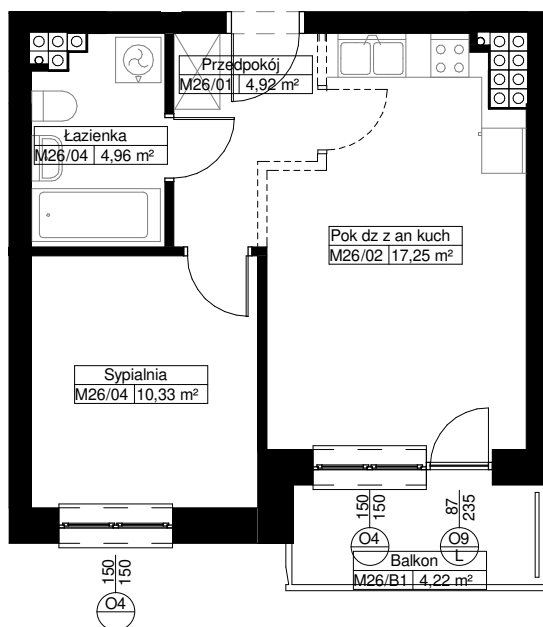 Przedpokój
M26/01 4,92 m²
Łazienka
M26/04 4,96 m²
Pok dz z an kuch
M26/02 17,25 m²
Sypialnia
M26/04 10,33 m²
150
150
O4
87
235
O9
L
Balkon
M26/B1 4,22 m²
150
150
O4